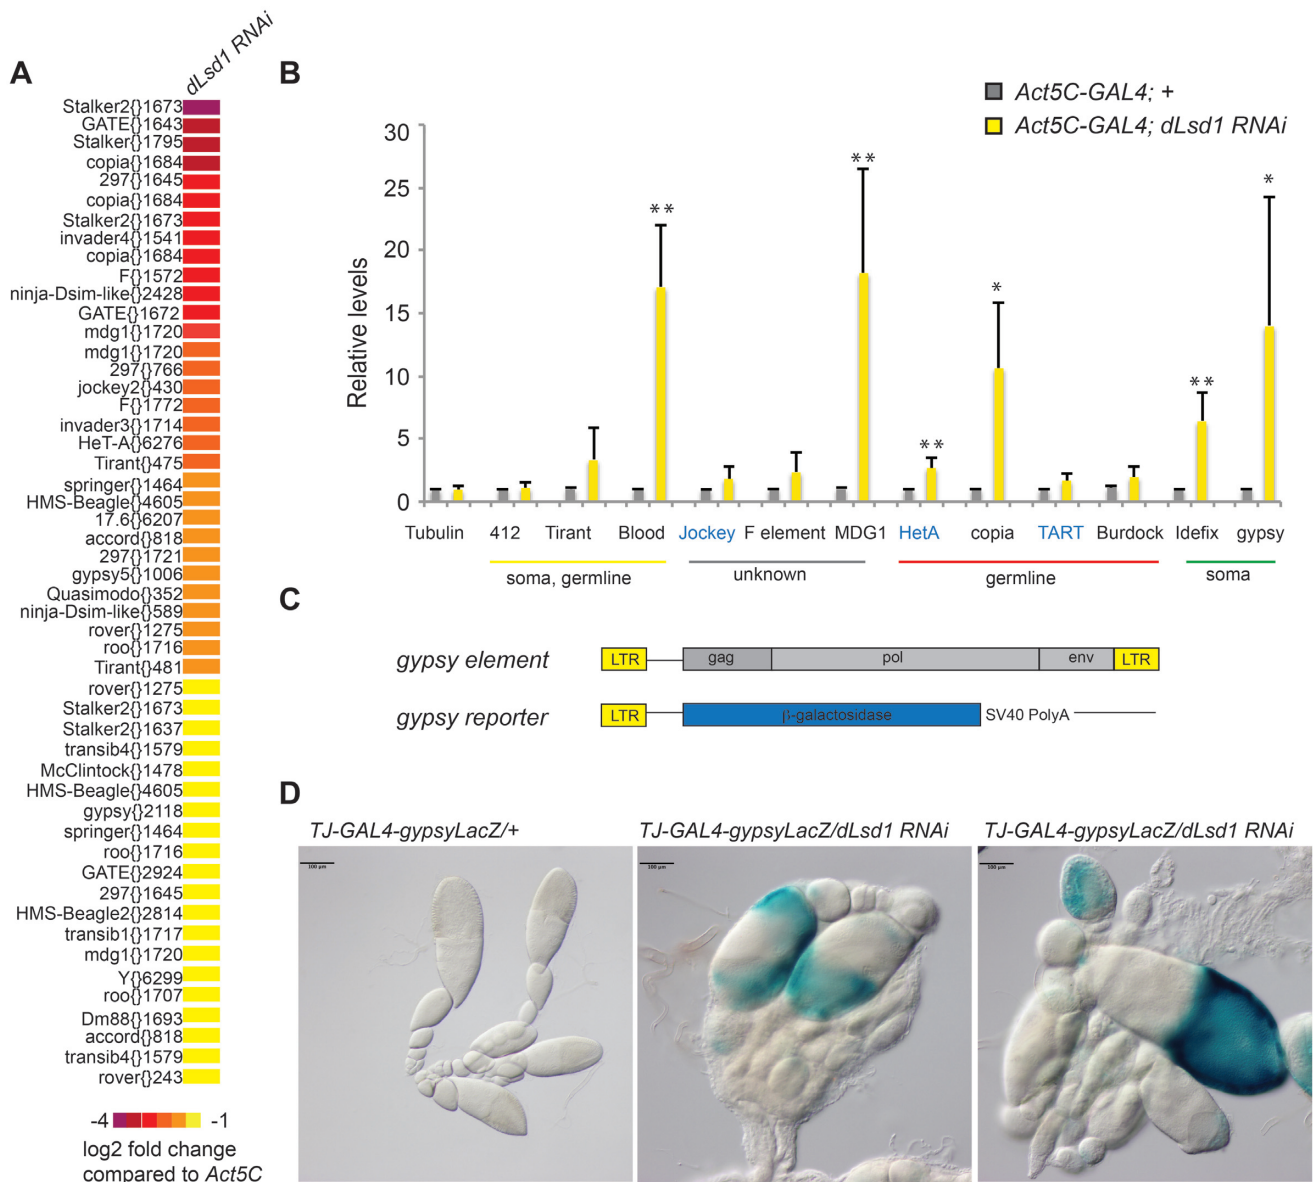 A
dLsd1 RNAi
Stalker2{}1673
GATE{}1643
Stalker{}1795
copia{}1684
297{}1645
copia{}1684
Stalker2{}1673
invader4{}1541
copia{}1684
F{}1572
ninja-Dsim-like{}2428
GATE{}1672
mdg1{}1720
mdg1{}1720
297{}766
jockey2{}430
F{}1772
invader3{}1714
HeT-A{}6276
Tirant{}475
springer{}1464
HMS-Beagle{}4605
17.6{}6207
accord{}818
297{}1721
gypsy5{}1006
Quasimodo{}352
ninja-Dsim-like{}589
rover{}1275
roo{}1716
Tirant{}481
rover{}1275
Stalker2{}1673
Stalker2{}1637
transib4{}1579
McClintock{}1478
HMS-Beagle{}4605
gypsy{}2118
springer{}1464
roo{}1716
GATE{}2924
297{}1645
HMS-Beagle2{}2814
transib1{}1717
mdg1{}1720
Y{}6299
roo{}1707
Dm88{}1693
accord{}818
transib4{}1579
rover{}243
-4 -1
log2 fold change
compared to Act5C
B
Act5C-GAL4; +
Act5C-GAL4; dLsd1 RNAi
Relative levels
30
25
20
15
10
5
0
** ** ** * ** *
Tubulin 412 Tirant Blood Jockey F element MDG1 HetA copia TART Burdock Idefix gypsy
soma, germline unknown germline soma
C
gypsy element LTR gag pol env LTR
gypsy reporter LTR β-galactosidase SV40 PolyA
D
TJ-GAL4-gypsyLacZ/+ TJ-GAL4-gypsyLacZ/dLsd1 RNAi TJ-GAL4-gypsyLacZ/dLsd1 RNAi
100 µm 100 µm 100 µm